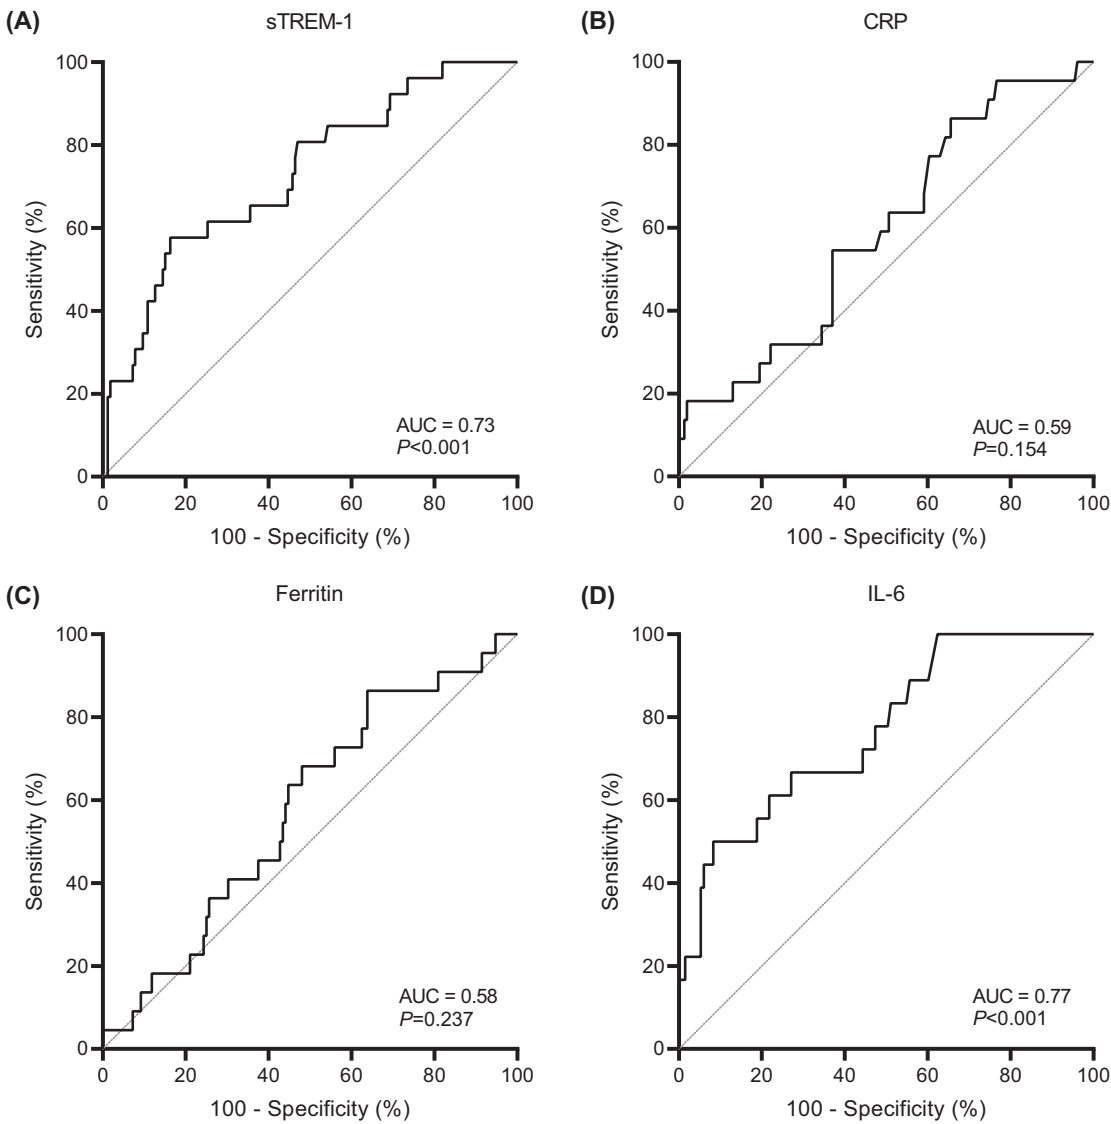 (A)
sTREM-1
100
80
60
40
20
0
Sensitivity (%)
AUC = 0.73
P<0.001
0 20 40 60 80 100
100 - Specificity (%)
(B)
CRP
100
80
60
40
20
0
Sensitivity (%)
AUC = 0.59
P=0.154
0 20 40 60 80 100
100 - Specificity (%)
(C)
Ferritin
100
80
60
40
20
0
Sensitivity (%)
AUC = 0.58
P=0.237
0 20 40 60 80 100
100 - Specificity (%)
(D)
IL-6
100
80
60
40
20
0
Sensitivity (%)
AUC = 0.77
P<0.001
0 20 40 60 80 100
100 - Specificity (%)